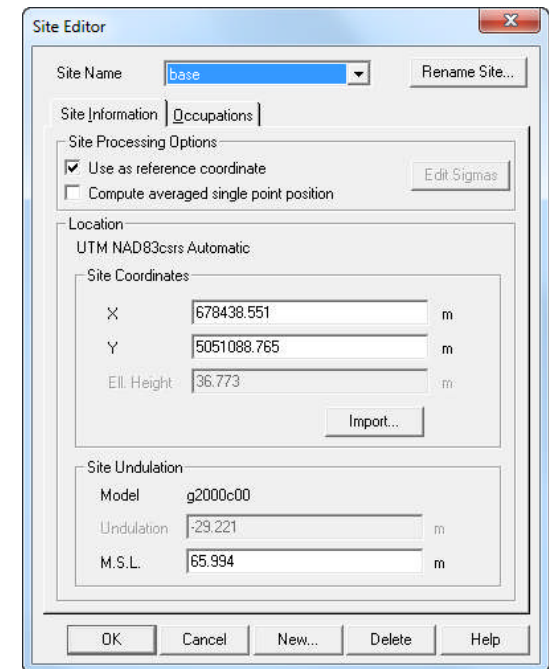 Site Editor
Site Name base Rename Site...
Site Information Occupations
Site Processing Options
Use as reference coordinate Edit Sigmas
Compute averaged single point position
Location
UTM NAD83csrs Automatic
Site Coordinates
X 678438.551 m
Y 5051088.765 m
Ell. Height 36.773 m
Import...
Site Undulation
Model g2000c00
Undulation -29.221 m
M.S.L. 65.994 m
OK Cancel New... Delete Help